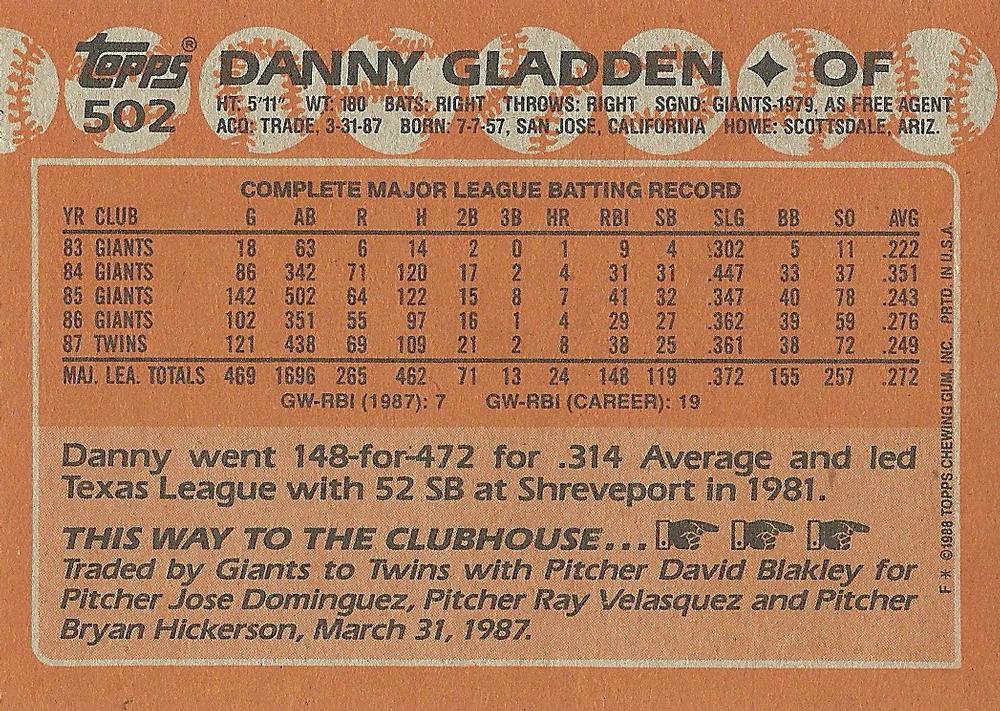 Topps® DANNY GLADDEN ✦ OF
502
HT: 5'11" WT: 180 BATS: RIGHT THROWS: RIGHT SGND: GIANTS-1979, AS FREE AGENT
ACQ: TRADE, 3-31-87 BORN: 7-7-57, SAN JOSE, CALIFORNIA HOME: SCOTTSDALE, ARIZ.
COMPLETE MAJOR LEAGUE BATTING RECORD
YR CLUB G AB R H 2B 3B HR RBI SB SLG BB SO AVG
83 GIANTS 18 63 6 14 2 0 1 9 4 .302 5 11 .222
84 GIANTS 86 342 71 120 17 2 4 31 31 .447 33 37 .351
85 GIANTS 142 502 64 122 15 8 7 41 32 .347 40 78 .243
86 GIANTS 102 351 55 97 16 1 4 29 27 .362 39 59 .276
87 TWINS 121 438 69 109 21 2 8 38 25 .361 38 72 .249
MAJ. LEA. TOTALS 469 1696 265 462 71 13 24 148 119 .372 155 257 .272
GW-RBI (1987): 7 GW-RBI (CAREER): 19
Danny went 148-for-472 for .314 Average and led
Texas League with 52 SB at Shreveport in 1981.
THIS WAY TO THE CLUBHOUSE...
Traded by Giants to Twins with Pitcher David Blakley for
Pitcher Jose Dominguez, Pitcher Ray Velasquez and Pitcher
Bryan Hickerson, March 31, 1987.
F * ©1988 TOPPS CHEWING GUM, INC. PRTD. IN U.S.A.